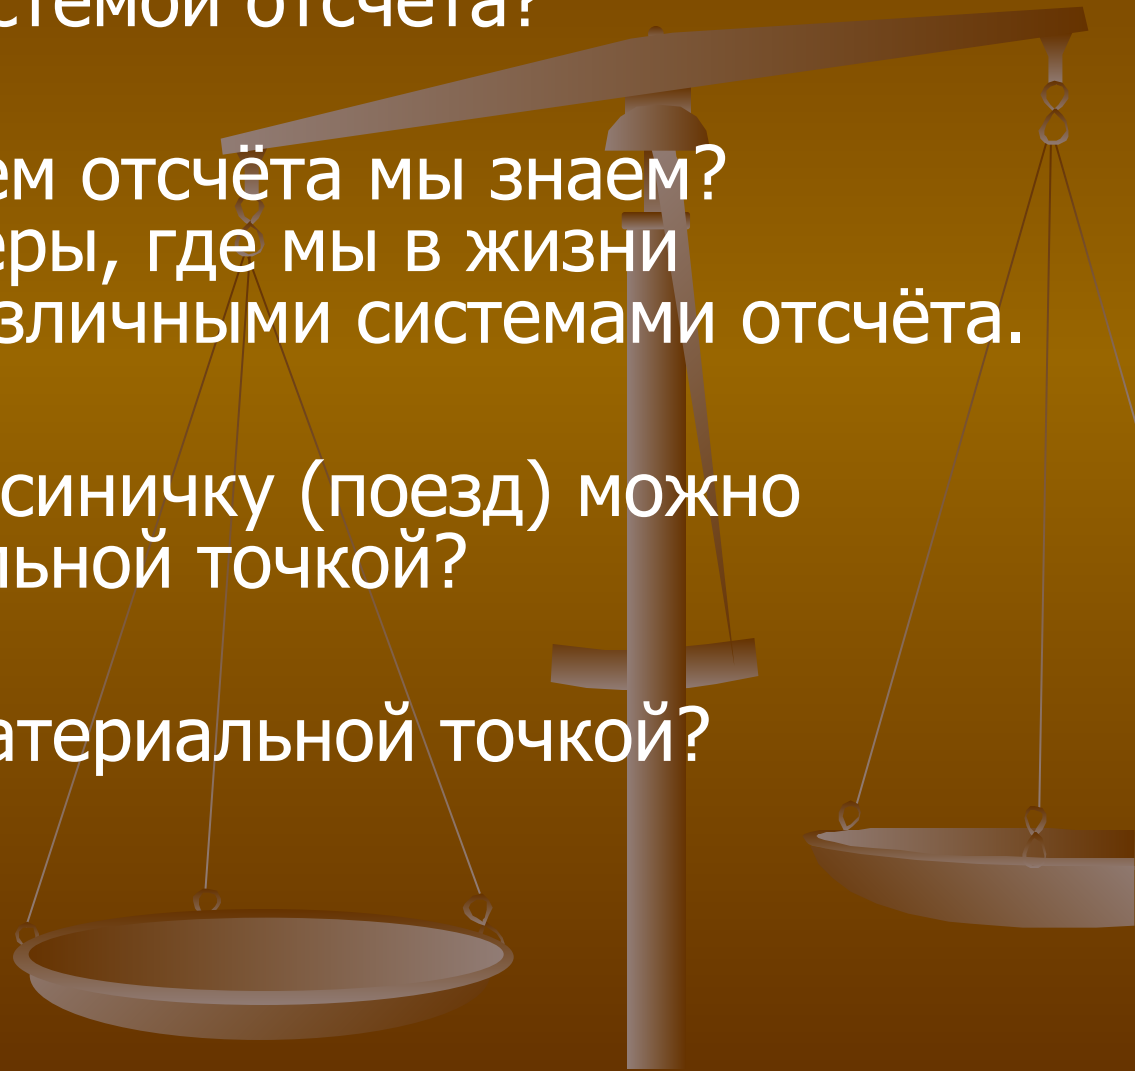 стемой отсчёта?
ем отсчёта мы знаем?
еры, где мы в жизни
зличными системами отсчёта.
синичку (поезд) можно
льной точкой?
атериальной точкой?